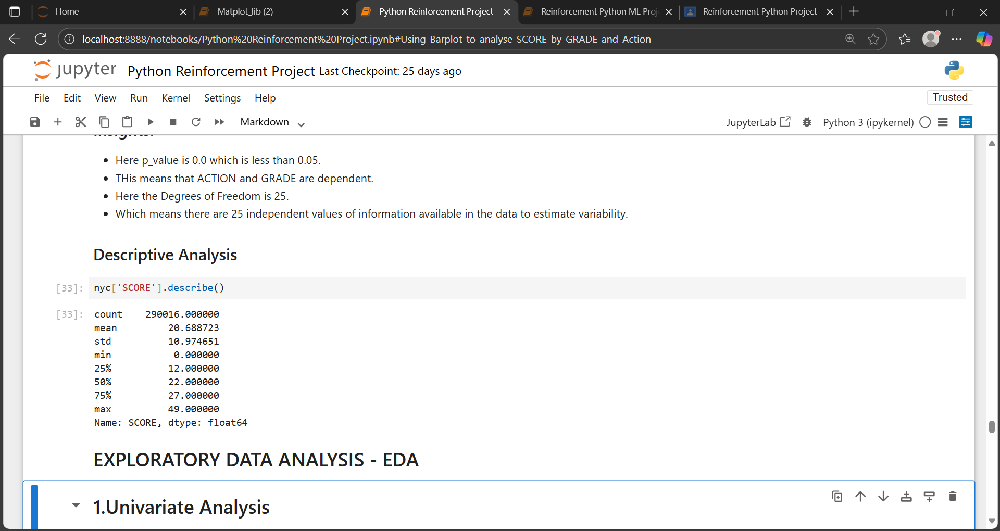 Home
Matplot_lib (2)
Python Reinforcement Project
Reinforcement Python ML Proj
Reinforcement Python Project
localhost:8888/notebooks/Python%20Reinforcement%20Project.ipynb#Using-Barplot-to-analyse-SCORE-by-GRADE-and-Action
jupyter Python Reinforcement Project Last Checkpoint: 25 days ago
File Edit View Run Kernel Settings Help
Trusted
Markdown
JupyterLab
Python 3 (ipykernel)
Insights:
• Here p_value is 0.0 which is less than 0.05.
• THis means that ACTION and GRADE are dependent.
• Here the Degrees of Freedom is 25.
• Which means there are 25 independent values of information available in the data to estimate variability.
Descriptive Analysis
[33]: nyc['SCORE'].describe()
[33]: count 290016.000000
mean 20.688723
std 10.974651
min 0.000000
25% 12.000000
50% 22.000000
75% 27.000000
max 49.000000
Name: SCORE, dtype: float64
EXPLORATORY DATA ANALYSIS - EDA
1.Univariate Analysis